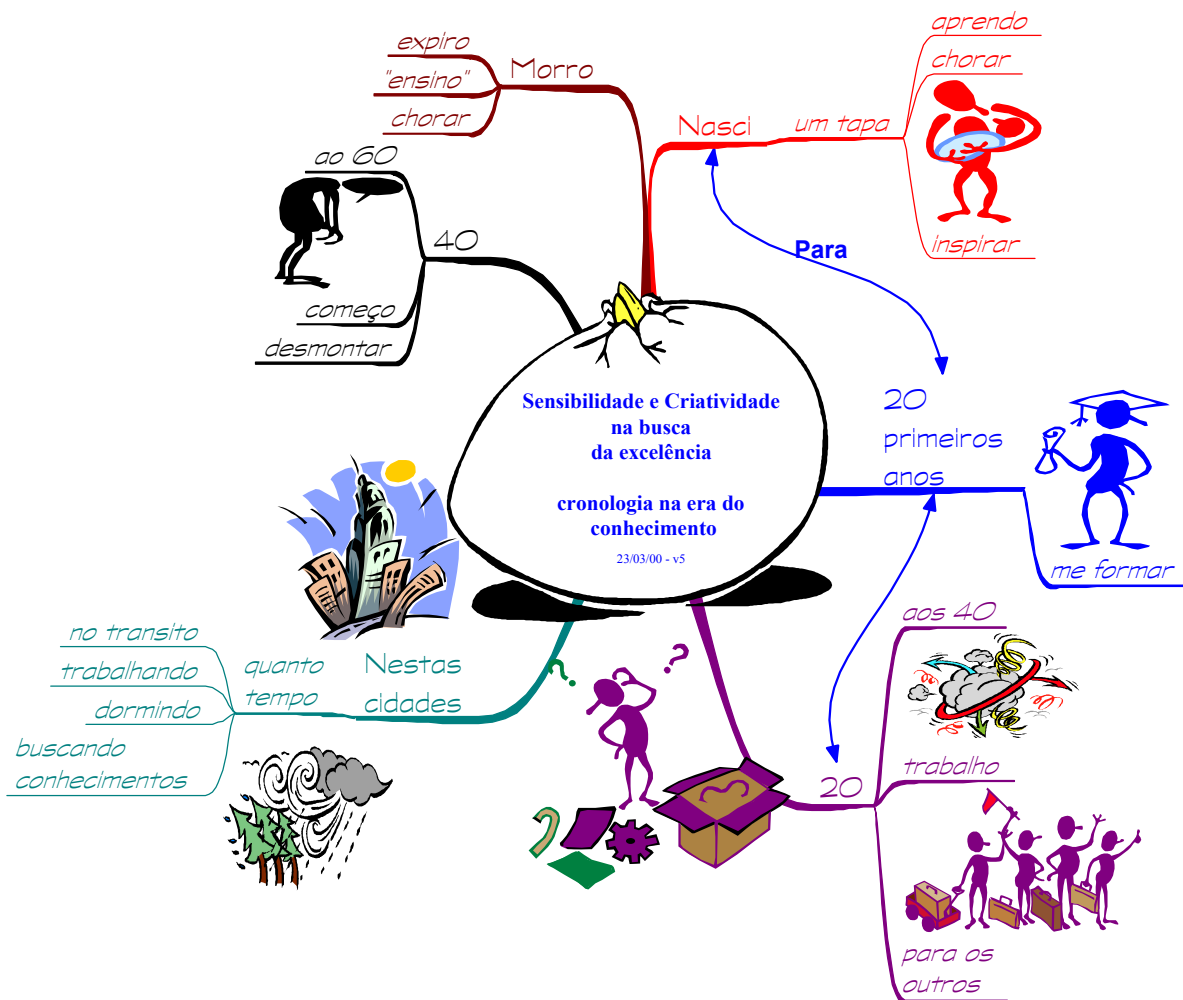 Sensibilidade e Criatividade
na busca
da excelência
cronologia na era do
conhecimento
23/03/00 - v5
Nasci
um tapa
aprendo
chorar
inspirar
Para
20
primeiros
anos
me formar
20
aos 40
trabalho
para os
outros
Nestas
cidades
quanto
tempo
no transito
trabalhando
dormindo
buscando
conhecimentos
40
ao 60
começo
desmontar
Morro
expiro
"ensino"
chorar
?
?